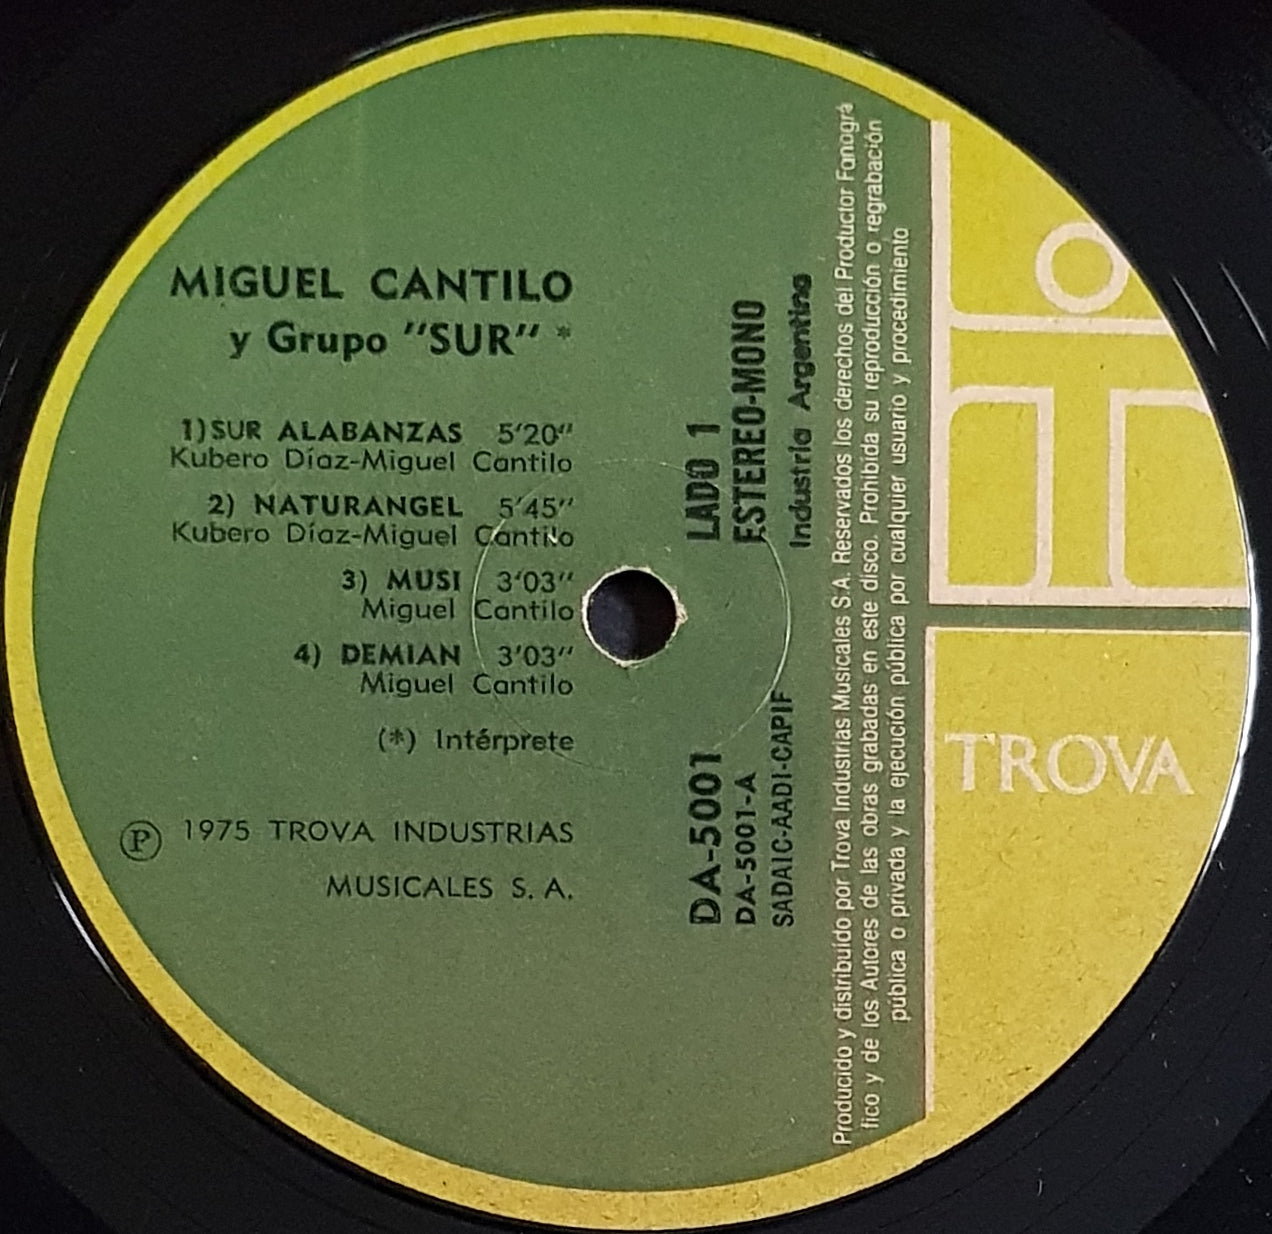 MIGUEL CANTILO
y Grupo "SUR" *
1)SUR ALABANZAS 5'20"
Kubero Díaz-Miguel Cantilo
2) NATURANGEL 5'45"
Kubero Díaz-Miguel Cantilo
3) MUSI 3'03"
Miguel Cantilo
4) DEMIAN 3'03"
Miguel Cantilo
(*) Intérprete
Ⓟ 1975 TROVA INDUSTRIAS
MUSICALES S. A.
LADO 1
ESTEREO-MONO
Industria Argentina
DA-5001
DA-5001-A
SADAIC-AADI-CAPIF
Producido y distribuído por Trova Industrias Musicales S.A. Reservados los derechos del Productor Fonográ
fico y de los Autores de las obras grabadas en este disco. Prohibida su reproducción o regrabación
pública o privada y la ejecución pública por cualquier usuario y procedimiento
TROVA